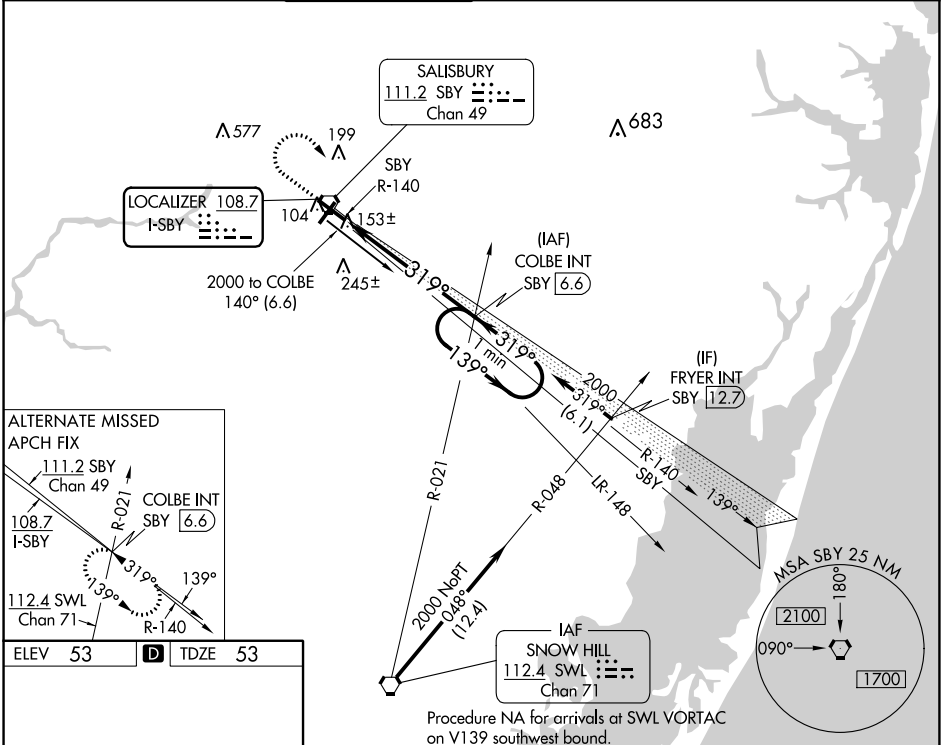 SALISBURY
111.2 SBY
Chan 49
577
199
683
SBY
R-140
LOCALIZER 108.7
I-SBY
104
153±
245±
2000 to COLBE
140° (6.6)
319°
(IAF)
COLBE INT
SBY 6.6
1 min
319°
139°
(IF)
FRYER INT
SBY 12.7
2000
319°
(6.1)
R-140
SBY
139°
R-021
R-048
LR-148
2000 NoPT
048°
(12.4)
IAF
SNOW HILL
112.4 SWL
Chan 71
Procedure NA for arrivals at SWL VORTAC
on V139 southwest bound.
ALTERNATE MISSED
APCH FIX
111.2 SBY
Chan 49
R-021
COLBE INT
SBY 6.6
108.7
I-SBY
319°
139°
139°
112.4 SWL
Chan 71
R-140
MSA SBY 25 NM
180°
2100
090°
1700
ELEV 53 D TDZE 53